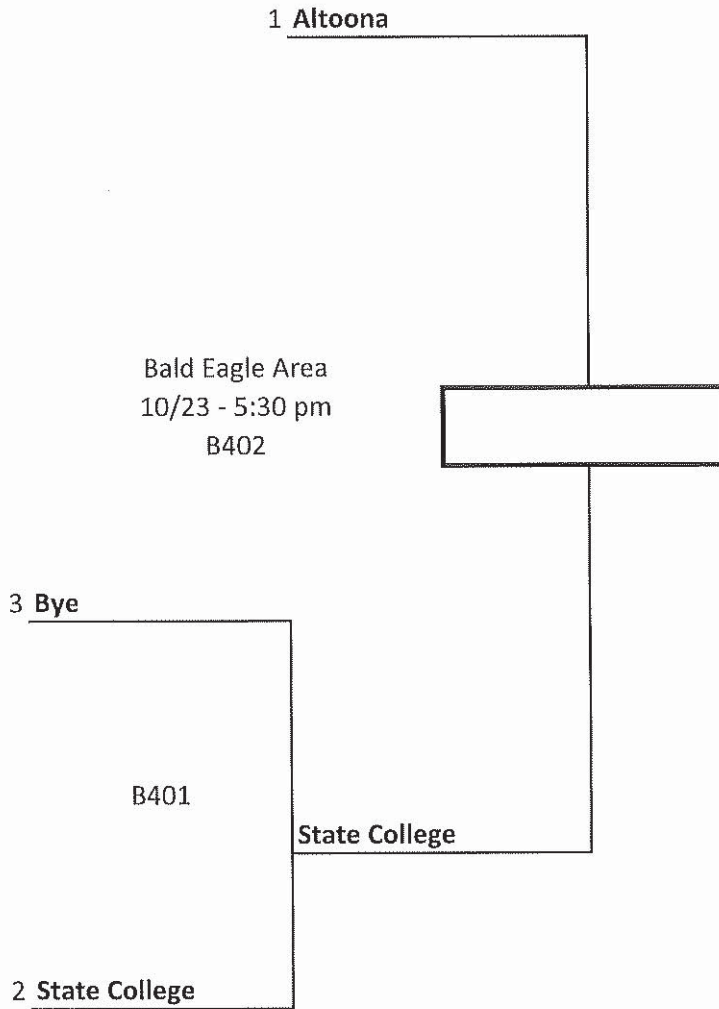 1 Altoona
Bald Eagle Area
10/23 - 5:30 pm
B402
3 Bye
B401
State College
2 State College